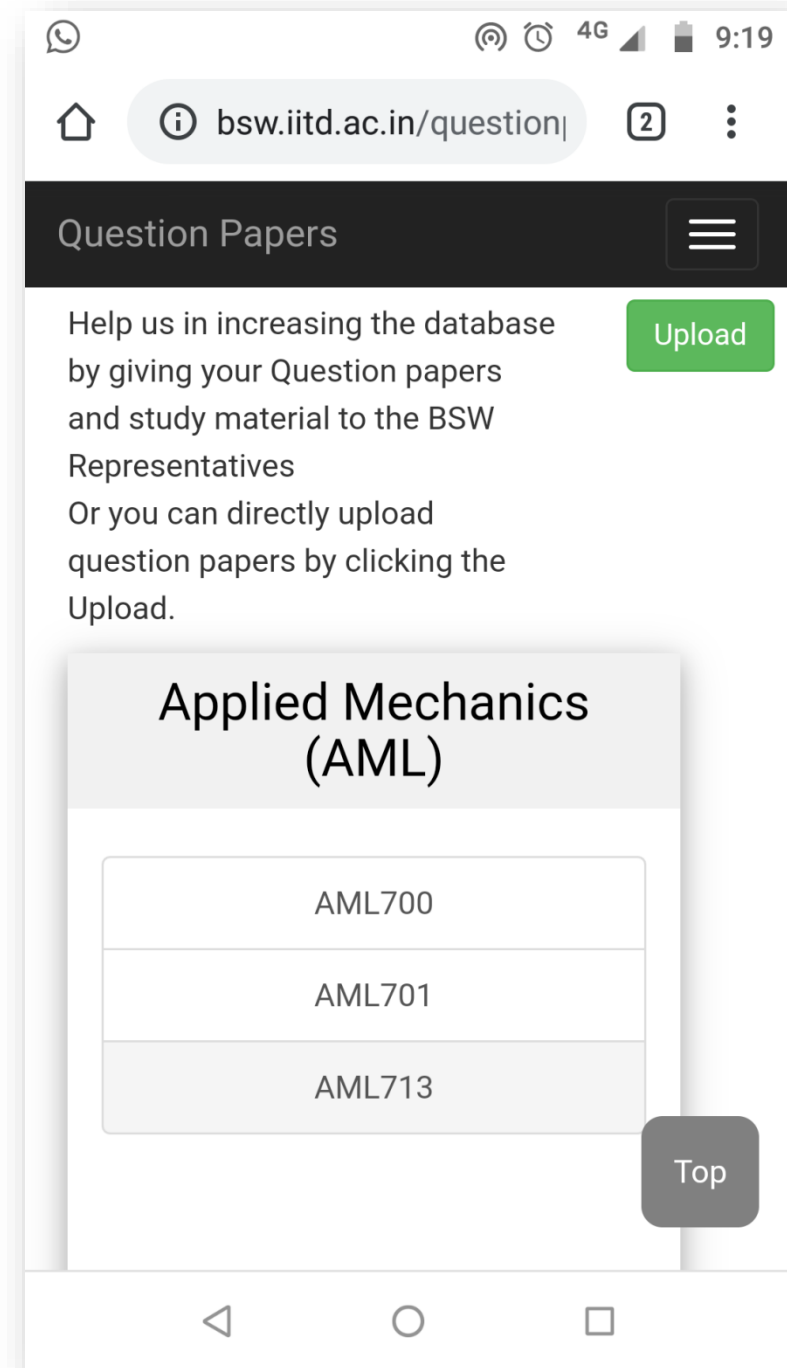 4G 9:19
bsw.iitd.ac.in/question
2
Question Papers
Help us in increasing the database
by giving your Question papers
and study material to the BSW
Representatives
Or you can directly upload
question papers by clicking the
Upload.
Upload
Applied Mechanics
(AML)
AML700
AML701
AML713
Top